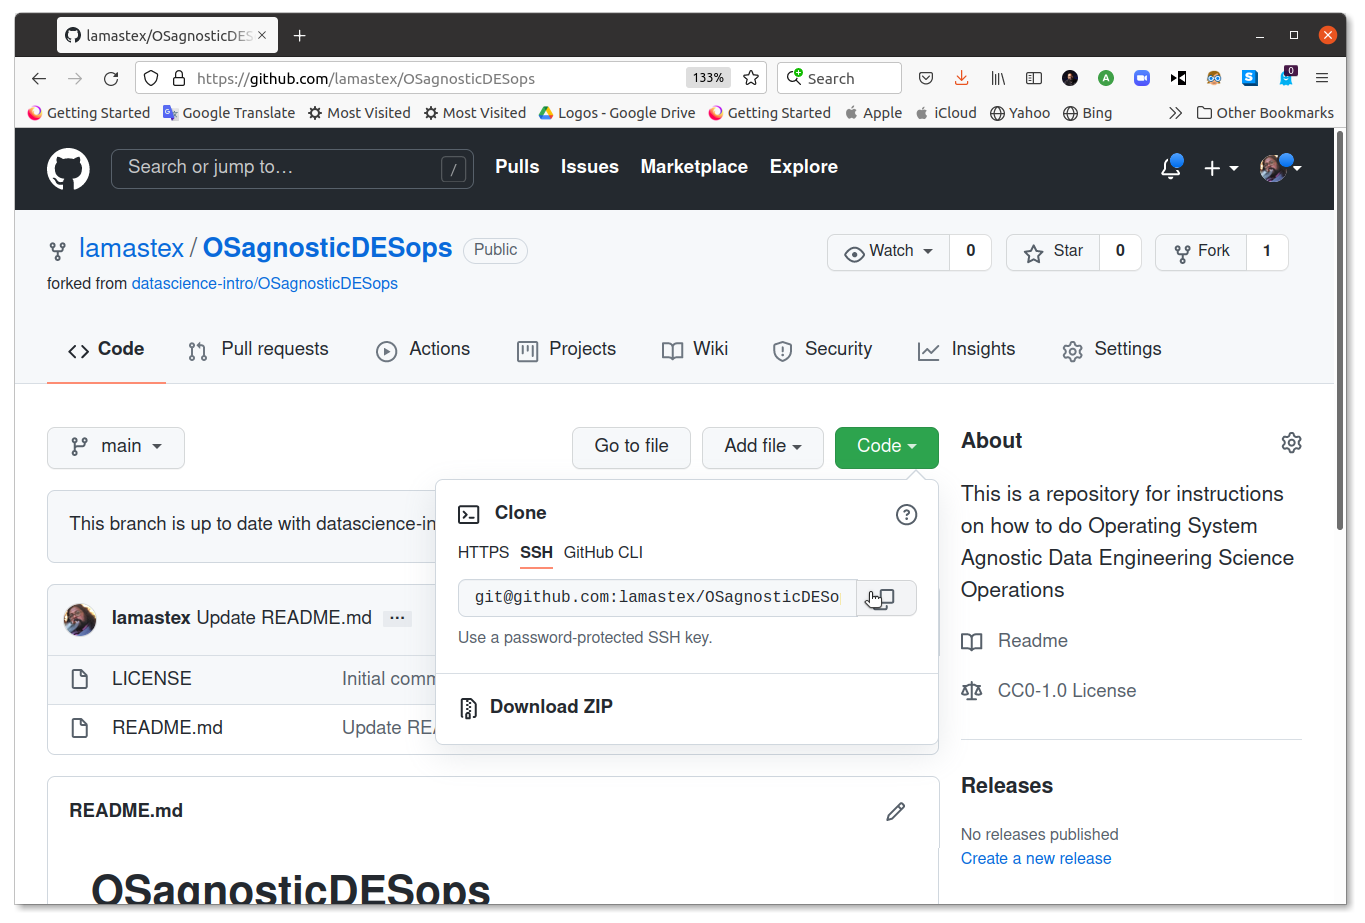 lamastex/OSagnosticDES
https://github.com/lamastex/OSagnosticDESops
133%
Search
0
Getting Started
Google Translate
Most Visited
Most Visited
Logos - Google Drive
Getting Started
Apple
iCloud
Yahoo
Bing
Other Bookmarks
Search or jump to…
/
Pulls
Issues
Marketplace
Explore
lamastex / OSagnosticDESops
Public
Watch
0
Star
0
Fork
1
forked from datascience-intro/OSagnosticDESops
Code
Pull requests
Actions
Projects
Wiki
Security
Insights
Settings
main
Go to file
Add file
Code
This branch is up to date with datascience-in
lamastex Update README.md
LICENSE
Initial comm
README.md
Update REA
Clone
HTTPS
SSH
GitHub CLI
git@github.com:lamastex/OSagnosticDESo
Use a password-protected SSH key.
Download ZIP
README.md
OSagnosticDESops
About
This is a repository for instructions
on how to do Operating System
Agnostic Data Engineering Science
Operations
Readme
CC0-1.0 License
Releases
No releases published
Create a new release